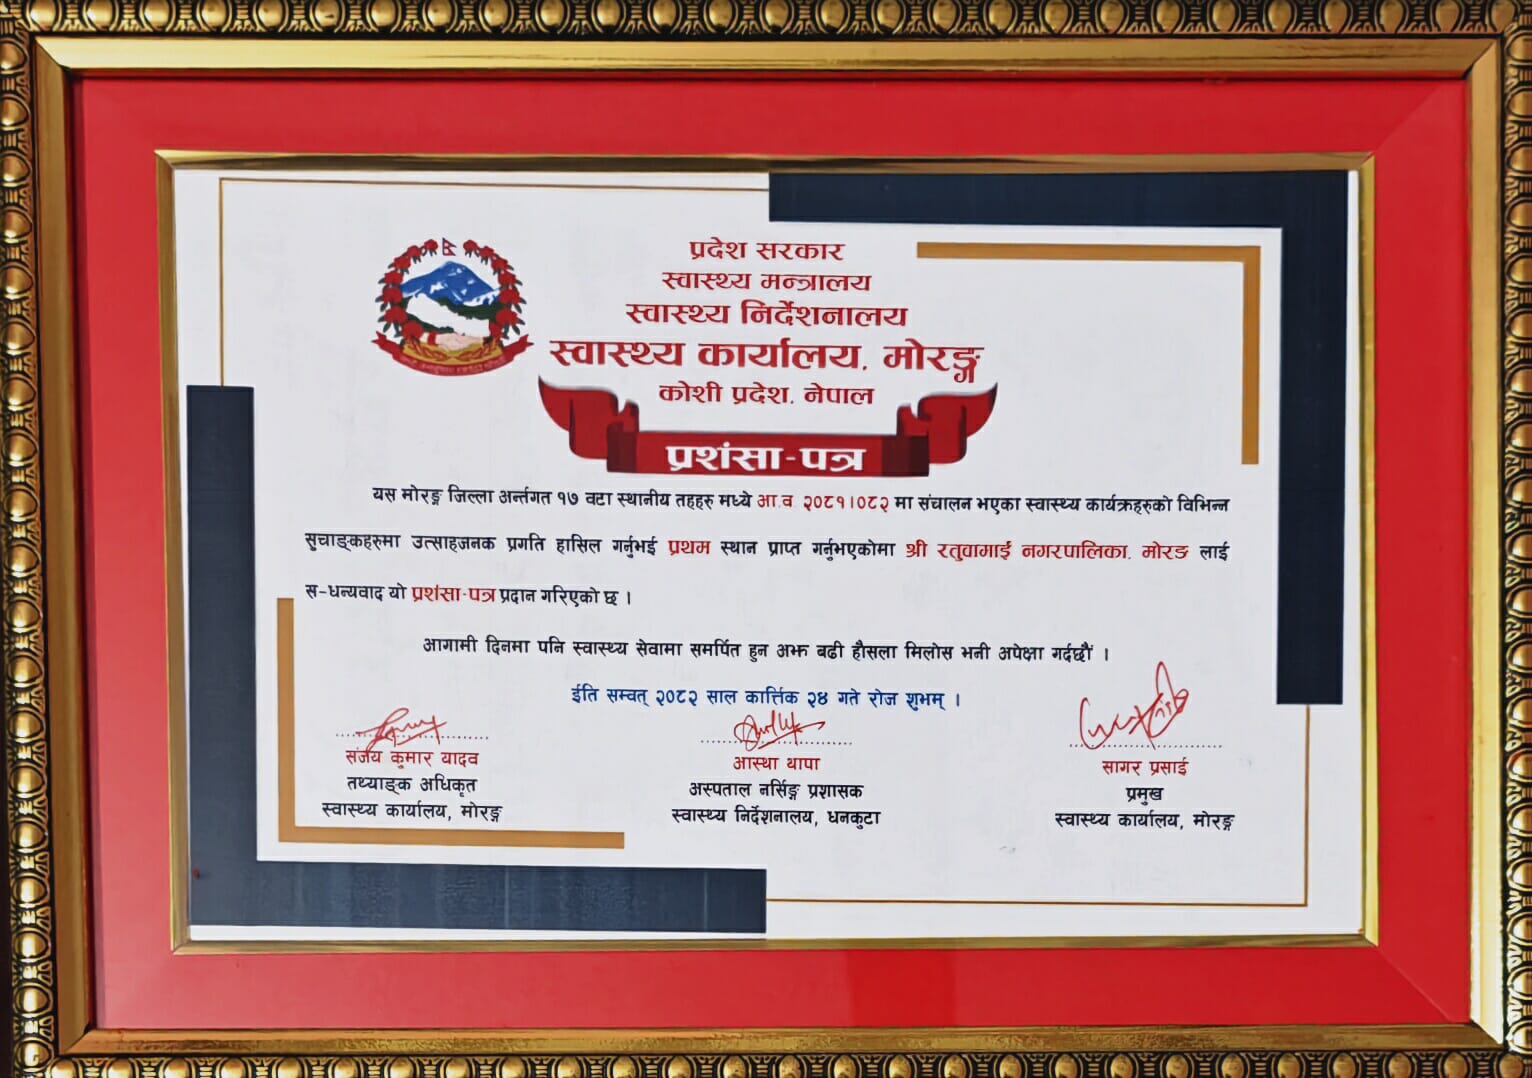 प्रदेश सरकार
स्वास्थ्य मन्त्रालय
स्वास्थ्य निर्देशनालय
स्वास्थ्य कार्यालय, मोरङ्ग
कोशी प्रदेश, नेपाल
प्रशंसा-पत्र
यस मोरङ्ग जिल्ला अर्न्तगत १७ वटा स्थानीय तहहरु मध्ये आ.व. २०८१।०८२ मा संचालन भएका स्वास्थ्य कार्यक्रहरुको विभिन्न
सुचाङ्कहरुमा उत्साहजनक प्रगति हासिल गर्नुभई प्रथम स्थान प्राप्त गर्नुभएकोमा श्री रतुवामाई नगरपालिका, मोरङ लाई
स-धन्यवाद यो प्रशंसा-पत्र प्रदान गरिएको छ ।
आगामी दिनमा पनि स्वास्थ्य सेवामा समर्पित हुन अझ बढी हौसला मिलोस भनी अपेक्षा गर्दछौं ।
ईति सम्वत् २०८२ साल कार्त्तिक २४ गते रोज शुभम् ।
संजय कुमार यादव
तथ्याङ्क अधिकृत
स्वास्थ्य कार्यालय, मोरङ्ग
आस्था थापा
अस्पताल नर्सिङ्ग प्रशासक
स्वास्थ्य निर्देशनालय, धनकुटा
सागर प्रसाई
प्रमुख
स्वास्थ्य कार्यालय, मोरङ्ग